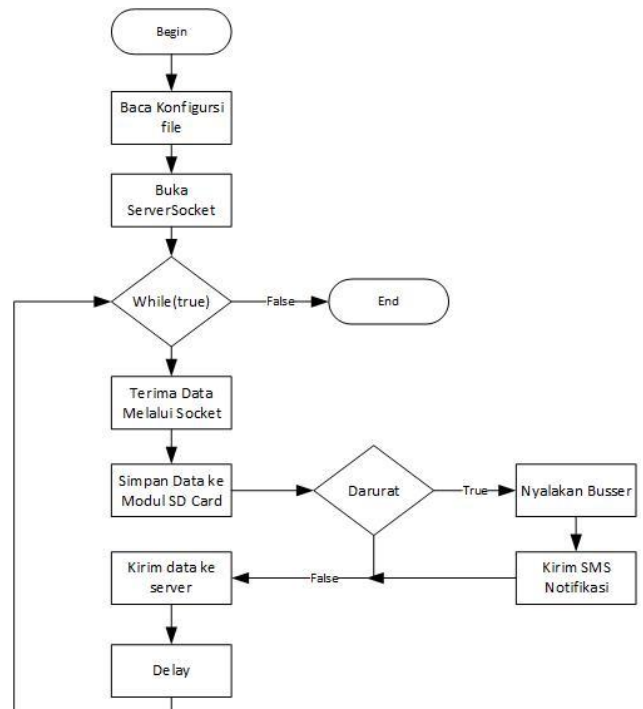 Begin
Baca Konfigursi
file
Buka
ServerSocket
While(true)
False
End
Terima Data
Melalui Socket
Simpan Data ke
Modul SD Card
Darurat
True
Nyalakan Busser
Kirim SMS
Notifikasi
False
Kirim data ke
server
Delay